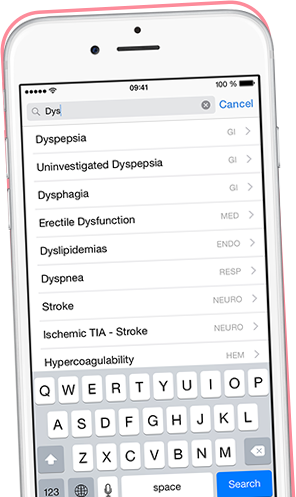 09:41 100 %
Dys Cancel
Dyspepsia GI
Uninvestigated Dyspepsia GI
Dysphagia GI
Erectile Dysfunction MED
Dyslipidemias ENDO
Dyspnea RESP
Stroke NEURO
Ischemic TIA - Stroke NEURO
Hypercoagulability HEM
Q W E R T Y U I O P
A S D F G H J K L
Z X C V B N M
123 space Search